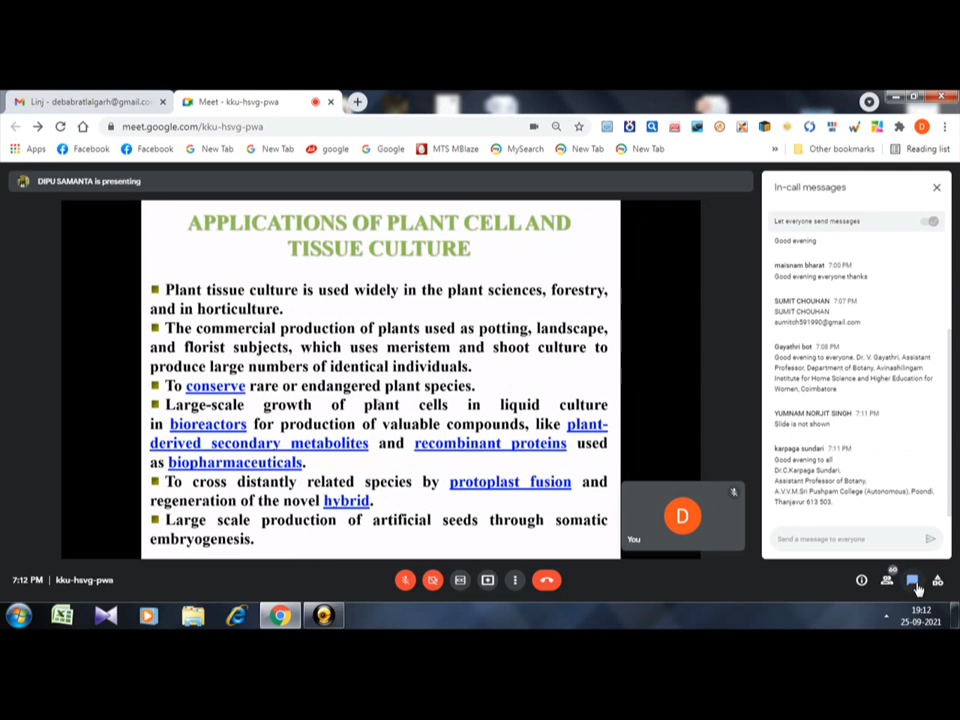 Linj - debabratlalgarh@gmail.co
Meet - kku-hsvg-pwa
meet.google.com/kku-hsvg-pwa
D
Apps
Facebook
Facebook
New Tab
New Tab
google
Google
MTS MBlaze
MySearch
New Tab
New Tab
»
Other bookmarks
Reading list
DIPU SAMANTA is presenting
APPLICATIONS OF PLANT CELL AND
TISSUE CULTURE
Plant tissue culture is used widely in the plant sciences, forestry,
and in horticulture.
The commercial production of plants used as potting, landscape,
and florist subjects, which uses meristem and shoot culture to
produce large numbers of identical individuals.
To conserve rare or endangered plant species.
Large-scale growth of plant cells in liquid culture
in bioreactors for production of valuable compounds, like plant-
derived secondary metabolites and recombinant proteins used
as biopharmaceuticals.
To cross distantly related species by protoplast fusion and
regeneration of the novel hybrid.
Large scale production of artificial seeds through somatic
embryogenesis.
D
You
In-call messages
Let everyone send messages
Good evening
maisnam bharat 7:00 PM
Good evening everyone thanks
SUMIT CHOUHAN 7:07 PM
SUMIT CHOUHAN
sumitch591990@gmail.com
Gayathri bot 7:08 PM
Good evening to everyone. Dr. V. Gayathri, Assistant
Professor, Department of Botany, Avinashilingam
Institute for Home Science and Higher Education for
Women, Coimbatore
YUMNAM NORJIT SINGH 7:11 PM
Slide is not shown
karpaga sundari 7:11 PM
Good evening to all
Dr.C.Karpaga Sundari,
Assistant Professor of Botany,
A.V.V.M.Sri Pushpam College (Autonomous), Poondi,
Thanjavur 613 503.
Send a message to everyone
7:12 PM | kku-hsvg-pwa
60
19:12
25-09-2021